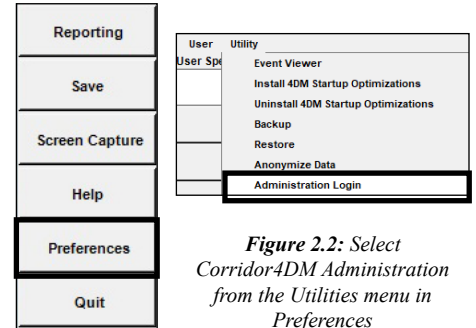 Reporting
Save
Screen Capture
Help
Preferences
Quit
User Utility
User Spe
Event Viewer
Install 4DM Startup Optimizations
Uninstall 4DM Startup Optimizations
Backup
Restore
Anonymize Data
Administration Login
Figure 2.2: Select
Corridor4DM Administration
from the Utilities menu in
Preferences